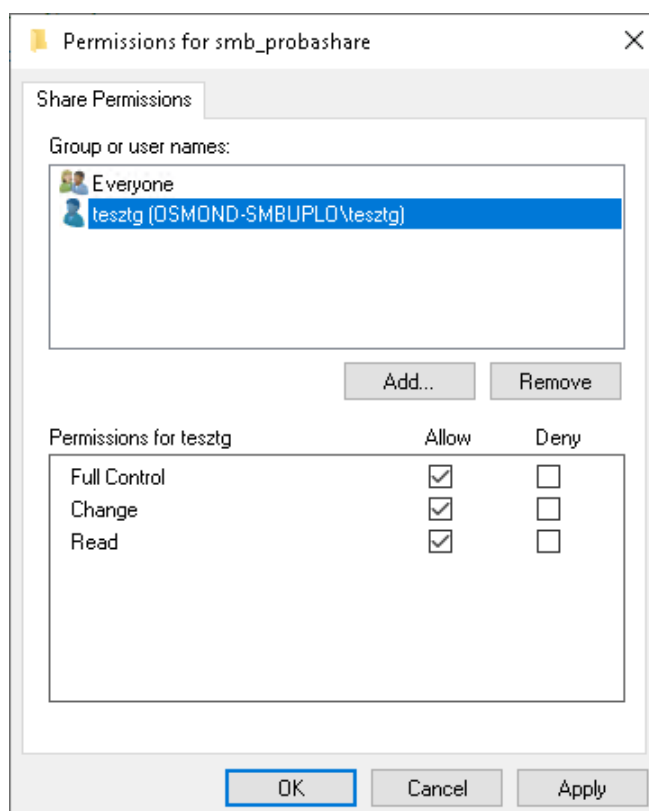 Permissions for smb_probashare
Share Permissions
Group or user names:
Everyone
tesztg (OSMOND-SMBUPLO\tesztg)
Add...
Remove
Permissions for tesztg Allow Deny
Full Control
Change
Read
OK
Cancel
Apply